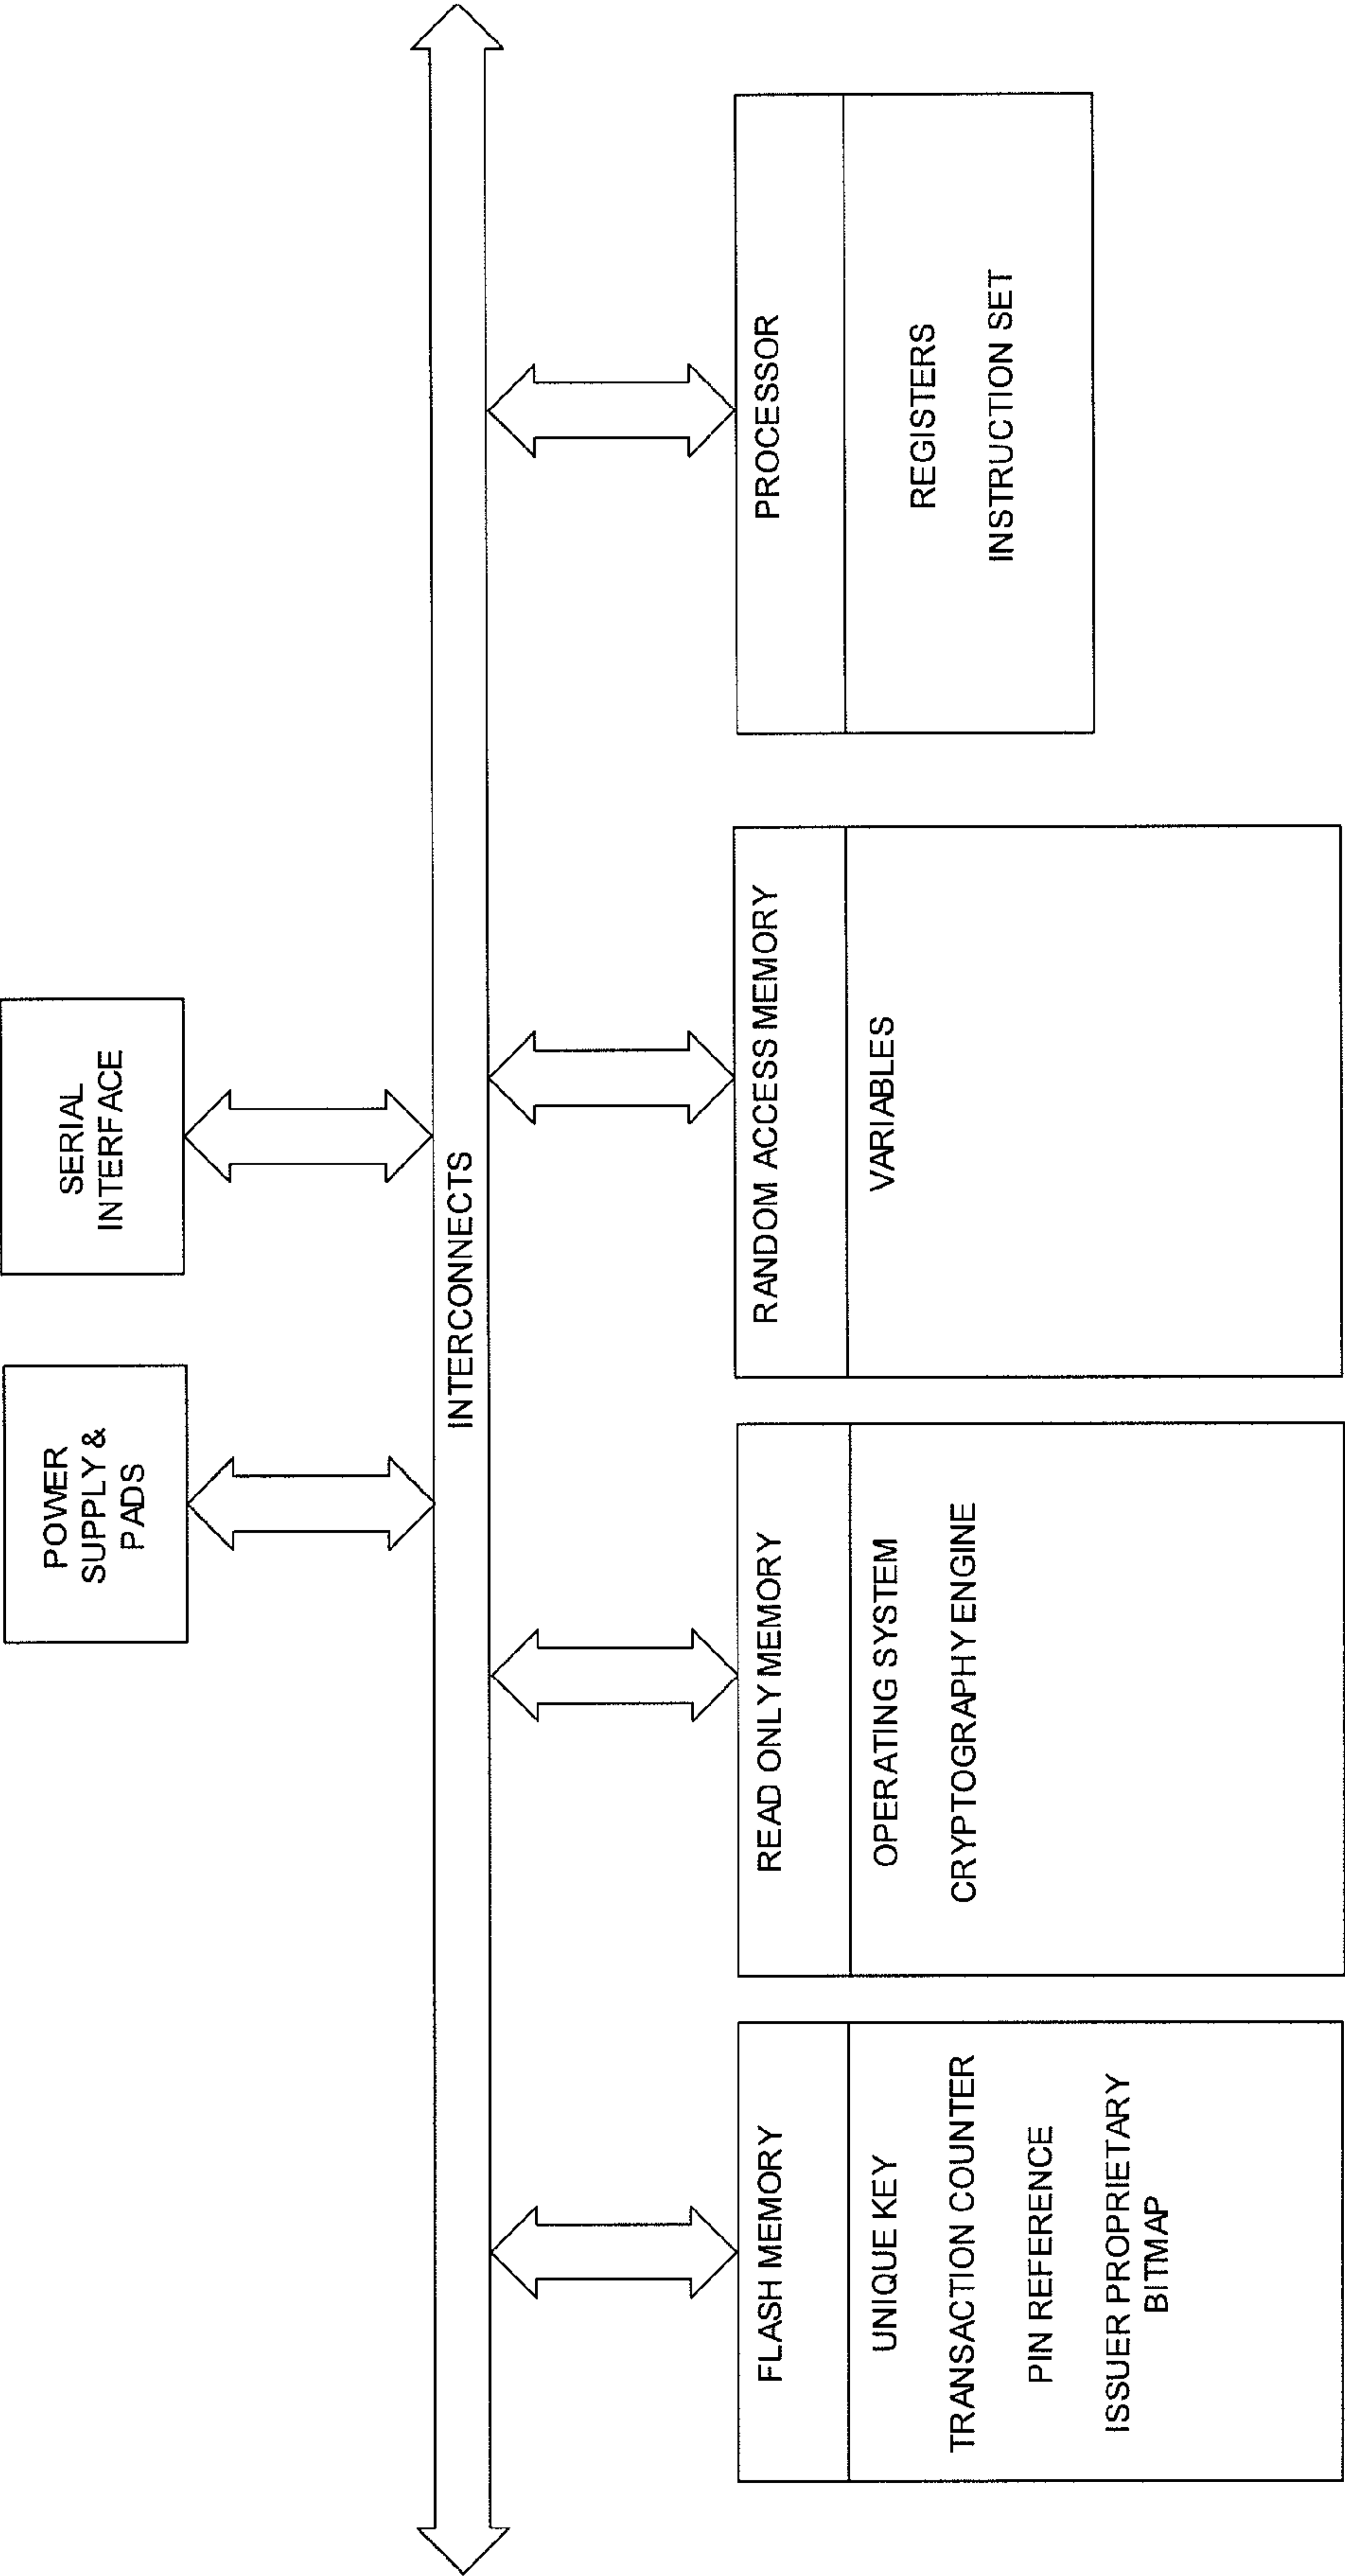 POWER
SUPPLY &
PADS
SERIAL
INTERFACE
INTERCONNECTS
FLASH MEMORY
UNIQUE KEY
TRANSACTION COUNTER
PIN REFERENCE
ISSUER PROPRIETARY
BITMAP
READ ONLY MEMORY
OPERATING SYSTEM
CRYPTOGRAPHY ENGINE
RANDOM ACCESS MEMORY
VARIABLES
PROCESSOR
REGISTERS
INSTRUCTION SET